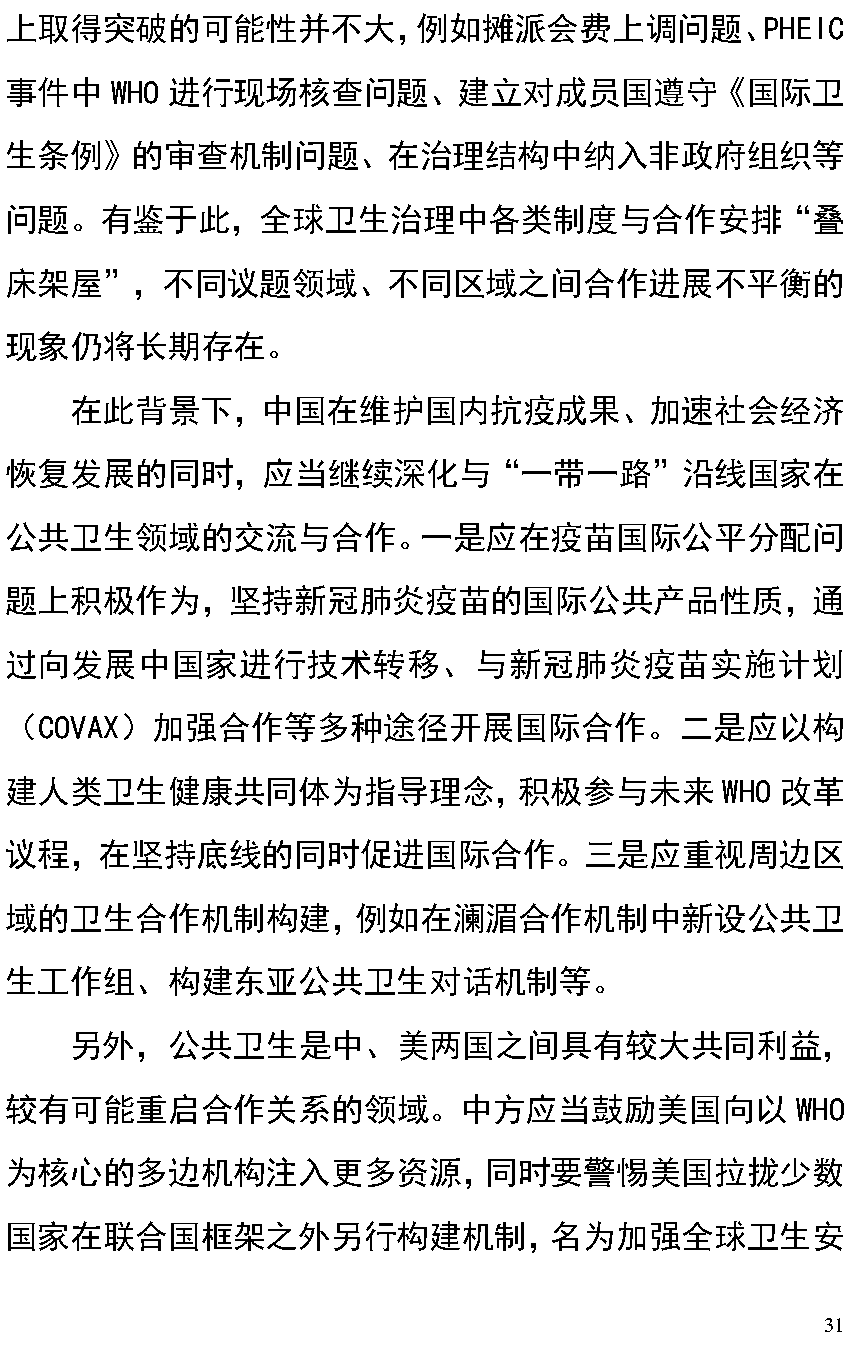 上取得突破的可能性并不大，例如摊派会费上调问题、PHEIC
事件中 WHO 进行现场核查问题、建立对成员国遵守《国际卫
生条例》的审查机制问题、在治理结构中纳入非政府组织等
问题。有鉴于此，全球卫生治理中各类制度与合作安排“叠
床架屋”，不同议题领域、不同区域之间合作进展不平衡的
现象仍将长期存在。
在此背景下，中国在维护国内抗疫成果、加速社会经济
恢复发展的同时，应当继续深化与“一带一路”沿线国家在
公共卫生领域的交流与合作。一是应在疫苗国际公平分配问
题上积极作为，坚持新冠肺炎疫苗的国际公共产品性质，通
过向发展中国家进行技术转移、与新冠肺炎疫苗实施计划
（COVAX）加强合作等多种途径开展国际合作。二是应以构
建人类卫生健康共同体为指导理念，积极参与未来 WHO 改革
议程，在坚持底线的同时促进国际合作。三是应重视周边区
域的卫生合作机制构建，例如在澜湄合作机制中新设公共卫
生工作组、构建东亚公共卫生对话机制等。
另外，公共卫生是中、美两国之间具有较大共同利益，
较有可能重启合作关系的领域。中方应当鼓励美国向以 WHO
为核心的多边机构注入更多资源，同时要警惕美国拉拢少数
国家在联合国框架之外另行构建机制，名为加强全球卫生安
31